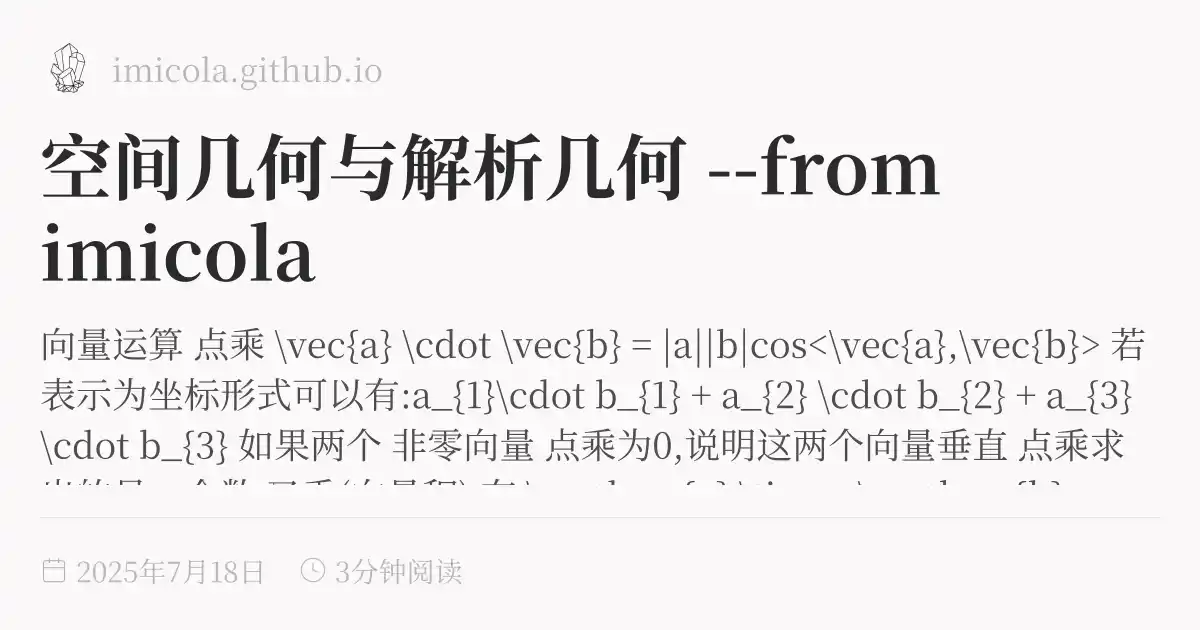 imicola.github.io
空间几何与解析几何 --from
imicola
向量运算 点乘 \vec{a} \cdot \vec{b} = |a||b|cos<\vec{a},\vec{b}> 若
表示为坐标形式可以有:a_{1}\cdot b_{1} + a_{2} \cdot b_{2} + a_{3}
\cdot b_{3} 如果两个 非零向量 点乘为0,说明这两个向量垂直 点乘求
2025年7月18日 3分钟阅读